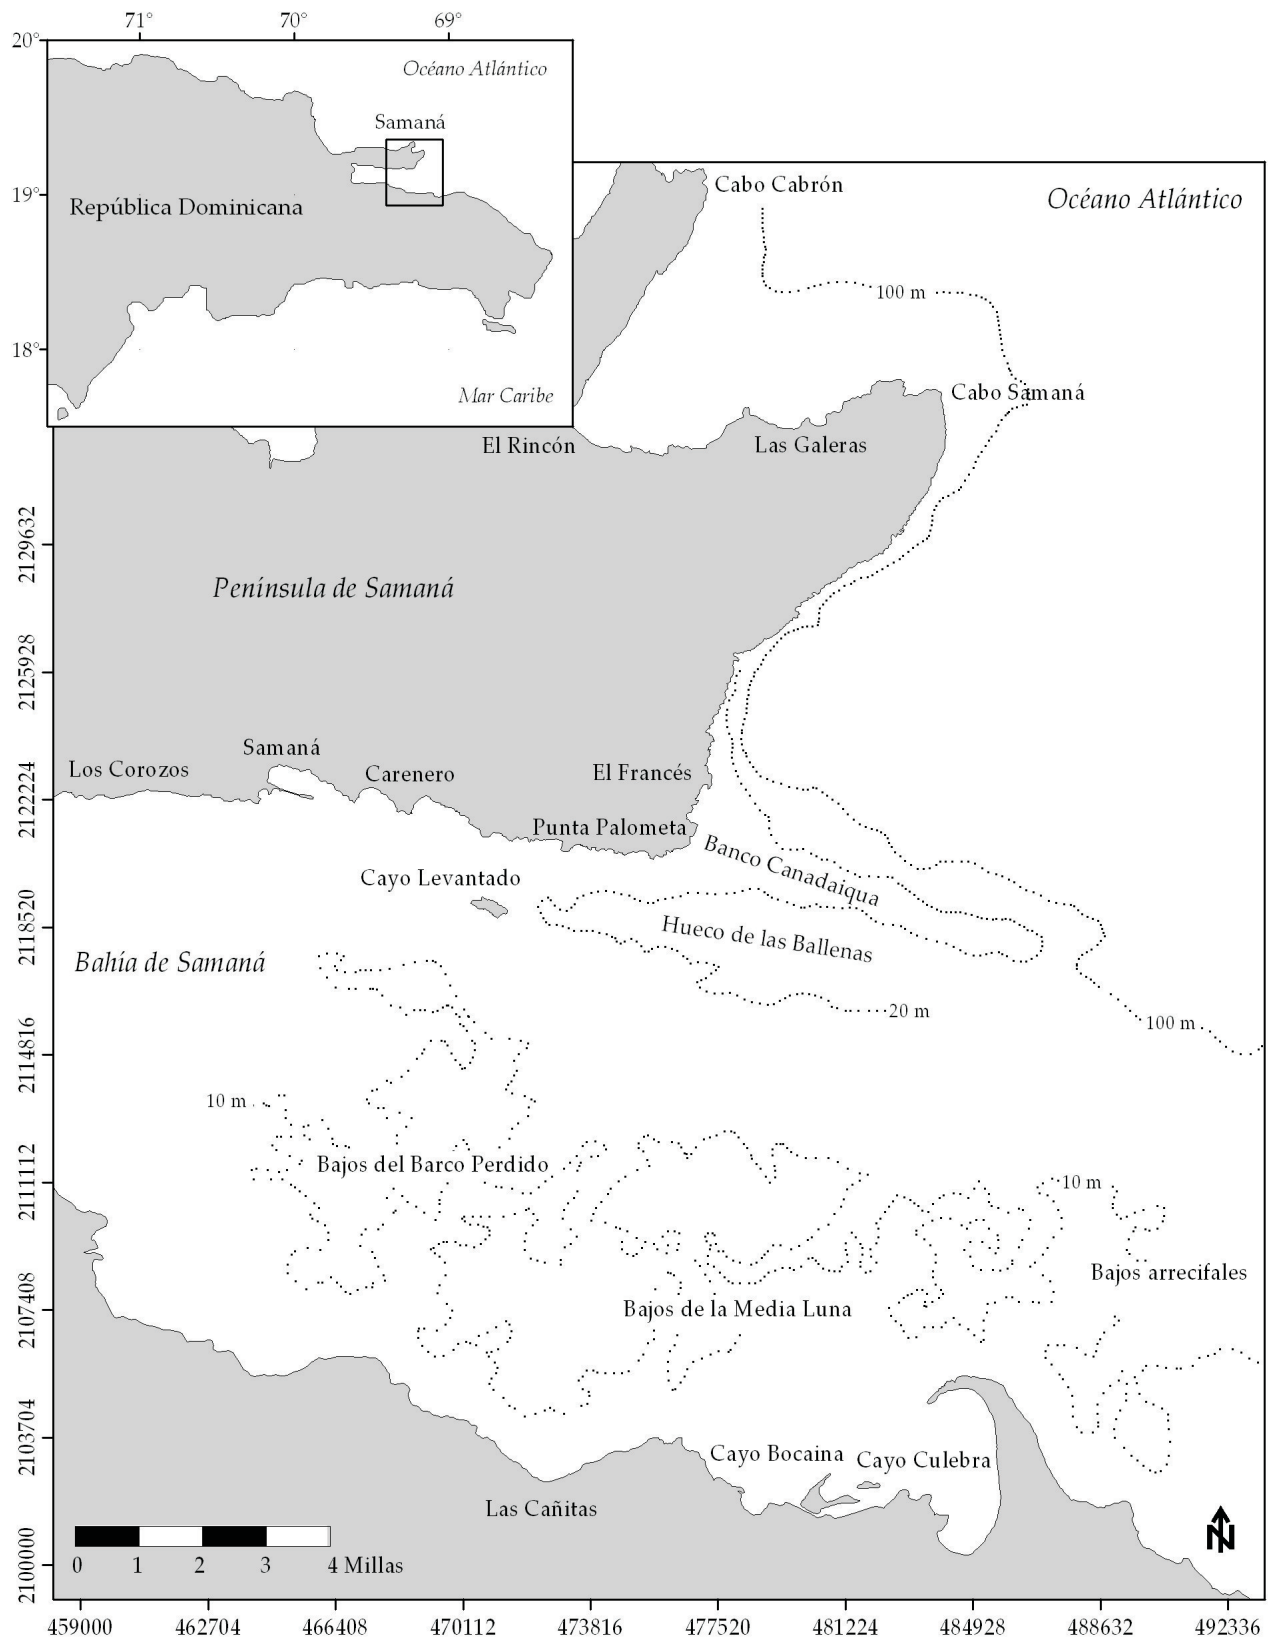 71°
70°
69°
20°
Océano Atlántico
Samaná
19°
República Dominicana
18°
Mar Caribe
Cabo Cabrón
Océano Atlántico
100 m
Cabo Samaná
El Rincón
Las Galeras
2129632
Península de Samaná
2125928
Samaná
Los Corozos
Carenero
El Francés
2122224
Punta Palometa
Banco Canadaiqua
Cayo Levantado
2118520
Hueco de las Ballenas
Bahía de Samaná
20 m
100 m
2114816
10 m
Bajos del Barco Perdido
2111112
10 m
Bajos arrecifales
2107408
Bajos de la Media Luna
2103704
Cayo Bocaina
Cayo Culebra
Las Cañitas
N
0 1 2 3 4 Millas
2100000
459000 462704 466408 470112 473816 477520 481224 484928 488632 492336